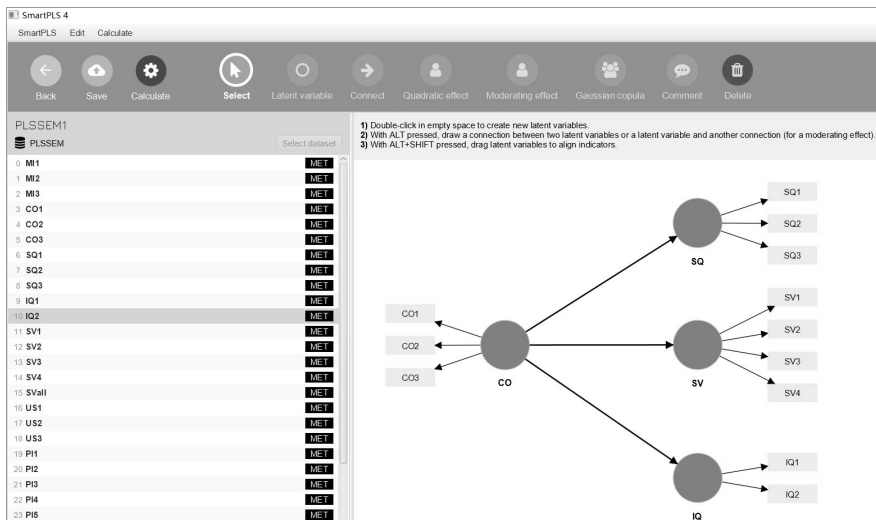 SmartPLS 4
SmartPLS Edit Calculate
Back Save Calculate Select Latent variable Connect Quadratic effect Moderating effect Gaussian copula Comment Delete
PLSSEM1
PLSSEM Select dataset
0 MI1 MET
1 MI2 MET
2 MI3 MET
3 CO1 MET
4 CO2 MET
5 CO3 MET
6 SQ1 MET
7 SQ2 MET
8 SQ3 MET
9 IQ1 MET
10 IQ2 MET
11 SV1 MET
12 SV2 MET
13 SV3 MET
14 SV4 MET
15 SVall MET
16 US1 MET
17 US2 MET
18 US3 MET
19 PI1 MET
20 PI2 MET
21 PI3 MET
22 PI4 MET
23 PI5 MET
1) Double-click in empty space to create new latent variables.
2) With ALT pressed, draw a connection between two latent variables or a latent variable and another connection (for a moderating effect).
3) With ALT+SHIFT pressed, drag latent variables to align indicators.
SQ1
SQ2
SQ3
SQ
CO1
CO2
CO3
CO
SV1
SV2
SV3
SV4
SV
IQ1
IQ2
IQ